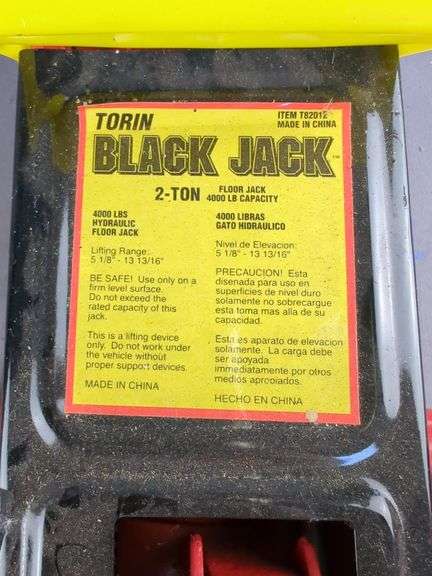 TORIN
ITEM T82012
MADE IN CHINA
BLACK JACK
2-TON FLOOR JACK
4000 LB CAPACITY
4000 LBS
HYDRAULIC
FLOOR JACK
Lifting Range:
5 1/8" - 13 13/16"
BE SAFE! Use only on a
firm level surface.
Do not exceed the
rated capacity of this
jack.
This is a lifting device
only. Do not work under
the vehicle without
proper support devices.
MADE IN CHINA
4000 LIBRAS
GATO HIDRAULICO
Nivel de Elevacion:
5 1/8" - 13 13/16"
PRECAUCION! Esta
disenada para uso en
superficies de nivel duro
solamente no sobrecargue
esta toma mas alla de su
capacidad.
Esta es aparato de elevacion
solamente. La carga debe
ser apoyada
immediatamente por otros
medios apropiados.
HECHO EN CHINA